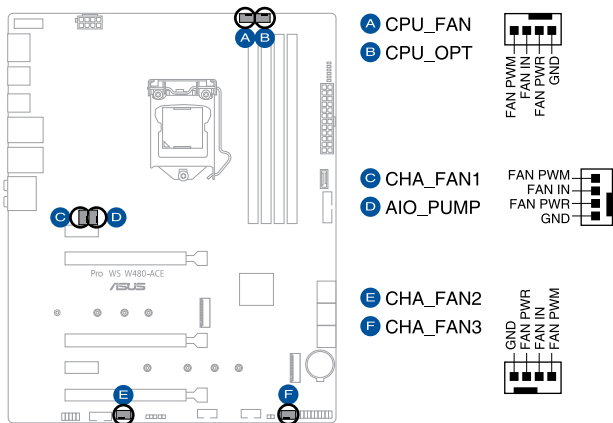 A CPU_FAN
B CPU_OPT
FAN PWM
FAN IN
FAN PWR
GND
A B
C CHA_FAN1
D AIO_PUMP
FAN PWM
FAN IN
FAN PWR
GND
C D
Pro WS W480-ACE
ASUS
E CHA_FAN2
F CHA_FAN3
GND
FAN PWR
FAN IN
FAN PWM
E F